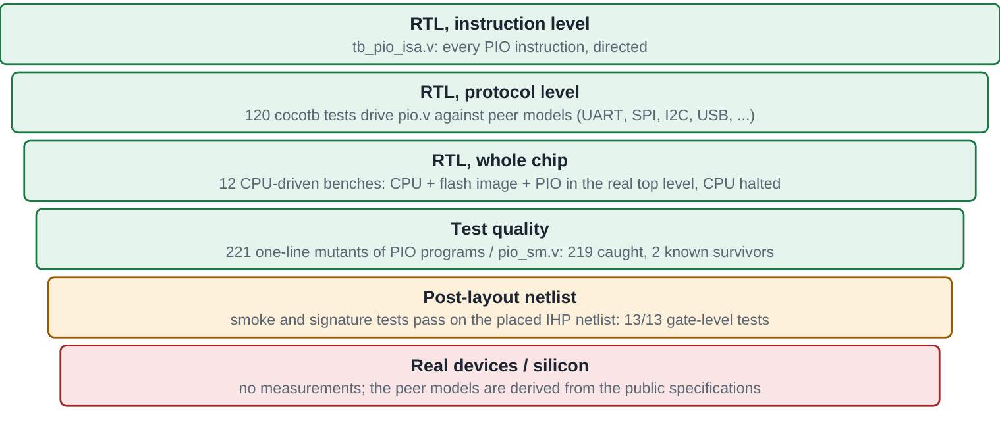 RTL, instruction level
tb_pio_isa.v: every PIO instruction, directed
RTL, protocol level
120 cocotb tests drive pio.v against peer models (UART, SPI, I2C, USB, ...)
RTL, whole chip
12 CPU-driven benches: CPU + flash image + PIO in the real top level, CPU halted
Test quality
221 one-line mutants of PIO programs / pio_sm.v: 219 caught, 2 known survivors
Post-layout netlist
smoke and signature tests pass on the placed IHP netlist: 13/13 gate-level tests
Real devices / silicon
no measurements; the peer models are derived from the public specifications